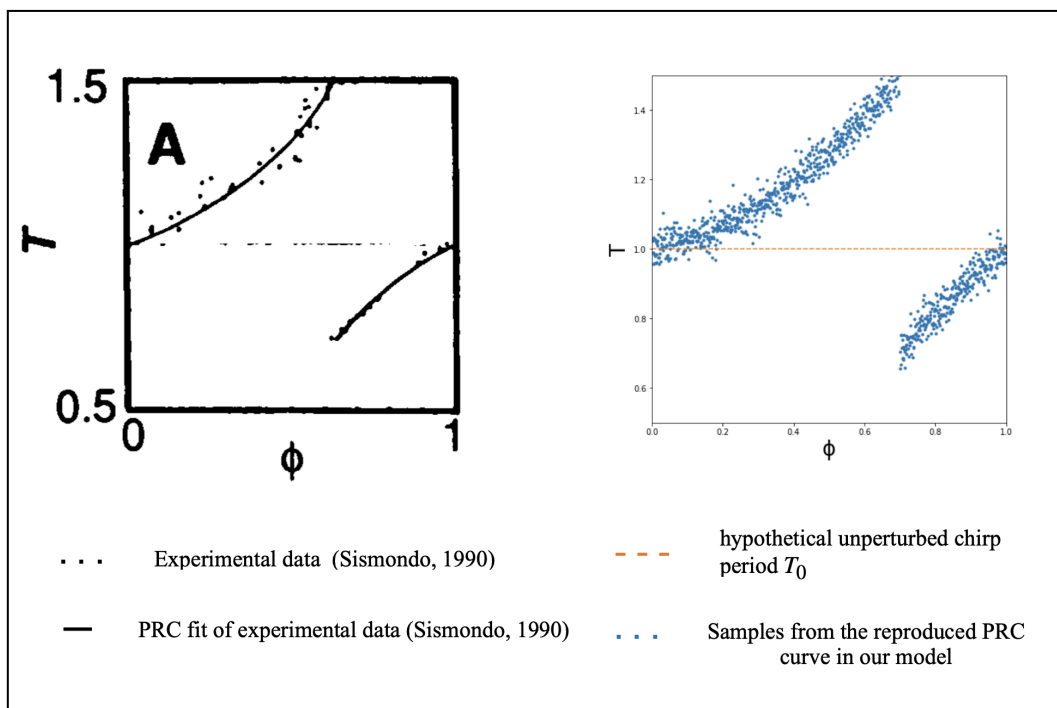 1.5
A
T
0.5
0
1
ϕ
1.4
1.2
1.0
0.8
0.6
T
0.0
0.2
0.4
0.6
0.8
1.0
ϕ
Experimental data (Sismondo, 1990)
PRC fit of experimental data (Sismondo, 1990)
hypothetical unperturbed chirp
period T₀
Samples from the reproduced PRC
curve in our model